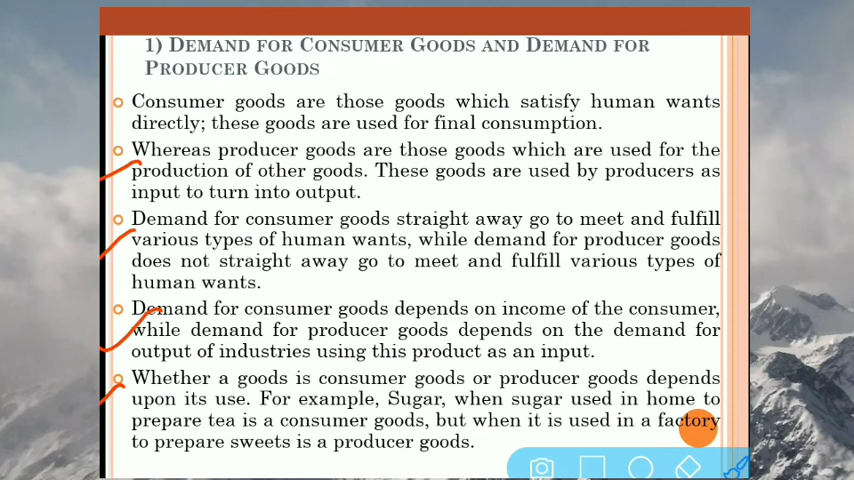 1) DEMAND FOR CONSUMER GOODS AND DEMAND FOR
PRODUCER GOODS
Consumer goods are those goods which satisfy human wants
directly; these goods are used for final consumption.
Whereas producer goods are those goods which are used for the
production of other goods. These goods are used by producers as
input to turn into output.
Demand for consumer goods straight away go to meet and fulfill
various types of human wants, while demand for producer goods
does not straight away go to meet and fulfill various types of
human wants.
Demand for consumer goods depends on income of the consumer,
while demand for producer goods depends on the demand for
output of industries using this product as an input.
Whether a goods is consumer goods or producer goods depends
upon its use. For example, Sugar, when sugar used in home to
prepare tea is a consumer goods, but when it is used in a factory
to prepare sweets is a producer goods.